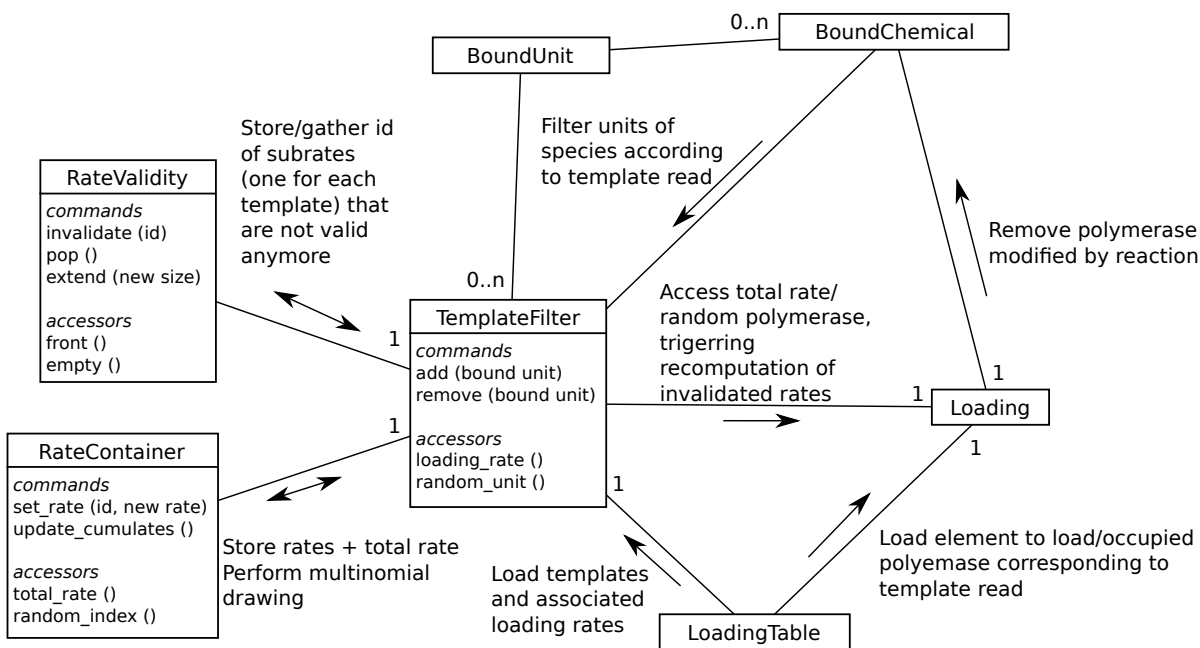 0..n
BoundChemical
BoundUnit
Store/gather id
of subrates
(one for each
template) that
are not valid
anymore
Filter units of
species according
to template read
RateValidity
commands
invalidate (id)
pop ()
extend (new size)
accessors
front ()
empty ()
Remove polymerase
modified by reaction
0..n
Access total rate/
random polymerase,
trigerring
recomputation of
invalidated rates
TemplateFilter
commands
add (bound unit)
remove (bound unit)
accessors
loading_rate ()
random_unit ()
1
1
1
1
Loading
1
1
RateContainer
commands
set_rate (id, new rate)
update_cumulates ()
accessors
total_rate ()
random_index ()
Store rates + total rate
Perform multinomial
drawing
Load templates
and associated
loading rates
Load element to load/occupied
polyemase corresponding to
template read
LoadingTable